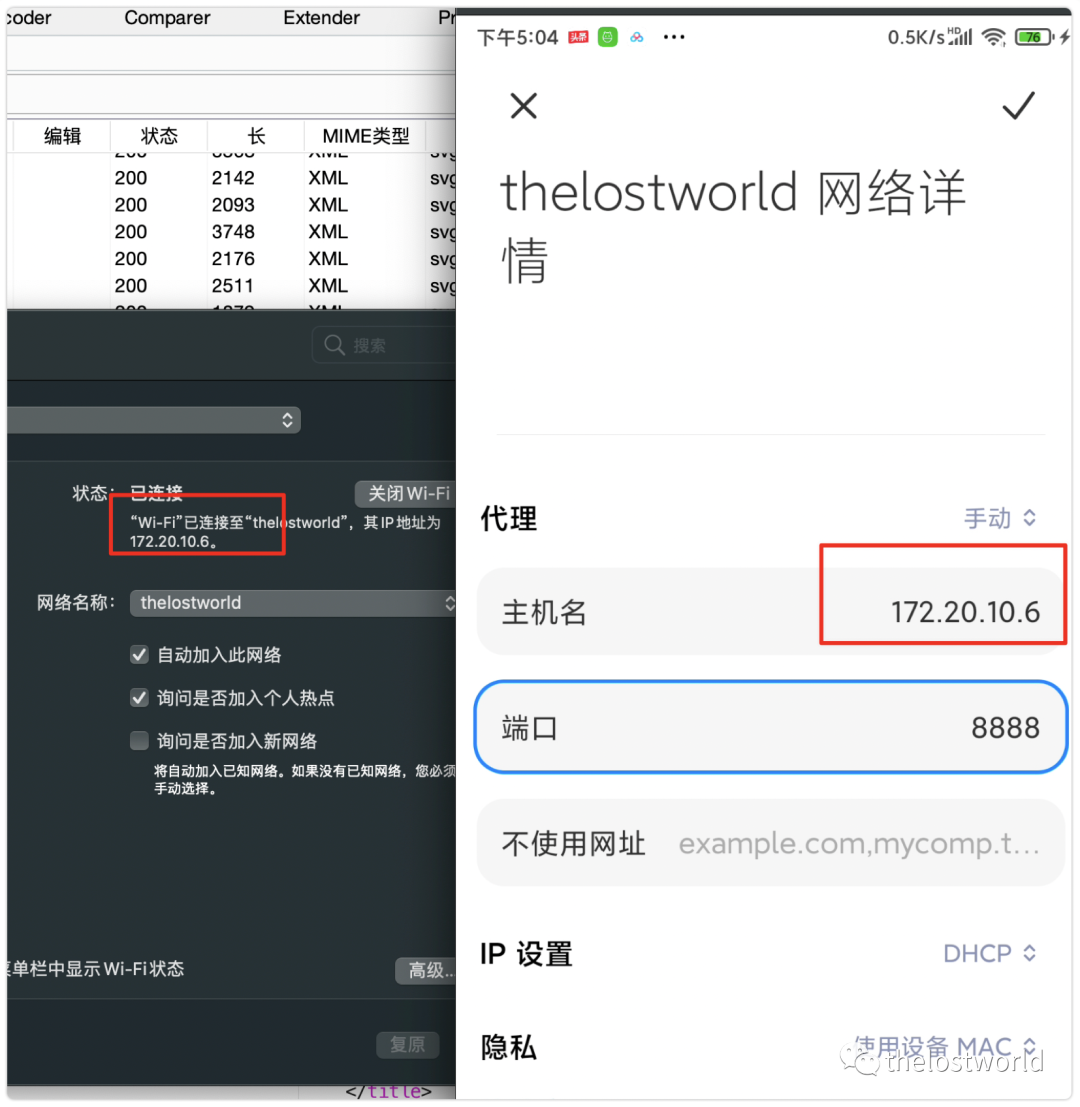 coder Comparer Extender Pr
编辑 状态 长 MIME类型
200 2142 XML svg
200 2093 XML svg
200 3748 XML svg
200 2176 XML svg
200 2511 XML svg
搜索
状态： 已连接 关闭 Wi-Fi
“Wi-Fi”已连接至“thelostworld”，其 IP 地址为
172.20.10.6。
网络名称： thelostworld
自动加入此网络
询问是否加入个人热点
询问是否加入新网络
将自动加入已知网络。如果没有已知网络，您必须
手动选择。
菜单栏中显示 Wi-Fi 状态
高级...
复原
</title>
下午5:04 头条 ••• 0.5K/s HD 76
thelostworld 网络详
情
代理 手动
主机名 172.20.10.6
端口 8888
不使用网址 example.com,mycomp.t...
IP 设置 DHCP
隐私 使用设备 MAC
thelostworld